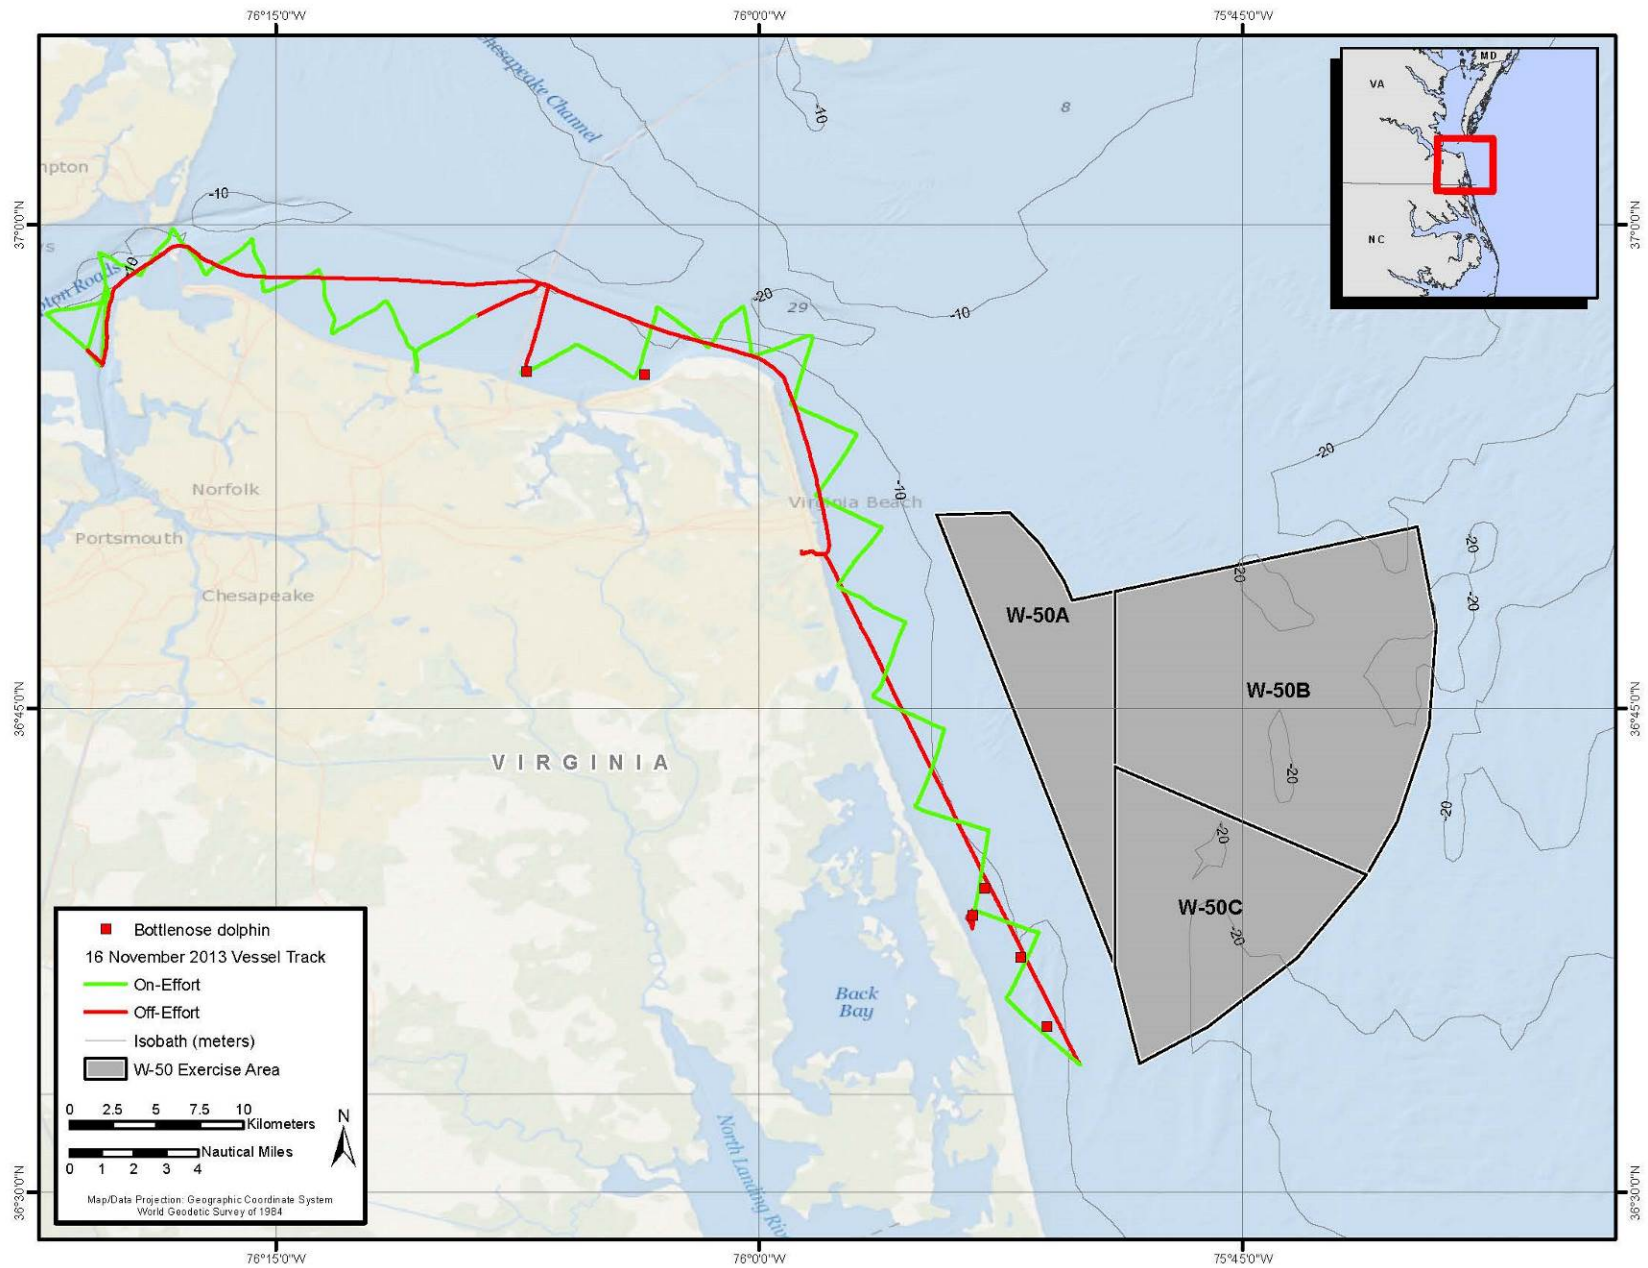 76°15'0"W
76°0'0"W
75°45'0"W
Chesapeake Channel
-10
8
MD
VA
NC
-10
37°0'0"N
37°0'0"N
-10
-20
29
-10
-20
-10
Norfolk
Virginia Beach
Portsmouth
Chesapeake
-20
-20
-20
W-50A
W-50B
36°45'0"N
36°45'0"N
VIRGINIA
-20
-20
-20
W-50C
-20
Back
Bay
Bottlenose dolphin
16 November 2013 Vessel Track
On-Effort
Off-Effort
Isobath (meters)
W-50 Exercise Area
0 2.5 5 7.5 10
Kilometers
N
Nautical Miles
0 1 2 3 4
Map/Data Projection: Geographic Coordinate System
World Geodetic Survey of 1984
North Landing
36°30'0"N
36°30'0"N
76°15'0"W
76°0'0"W
75°45'0"W